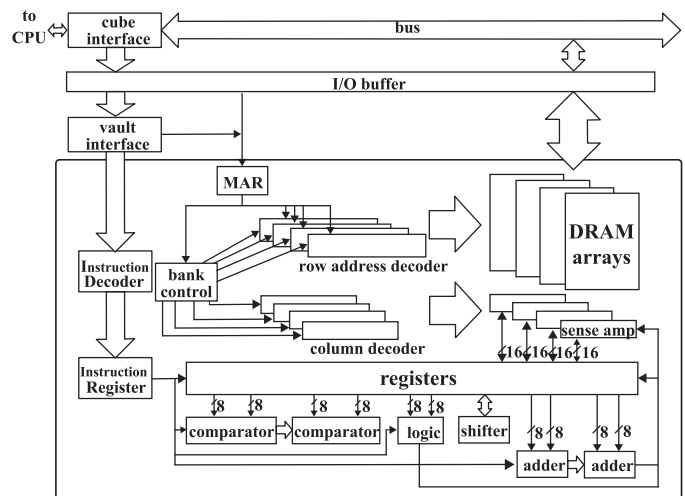 to
CPU
cube
interface
bus
I/O buffer
vault
interface
MAR
Instruction
Decoder
bank
control
row address decoder
DRAM
arrays
column decoder
sense amp
16 16 16 16
Instruction
Register
registers
8 8 8 8 8 8
comparator
comparator
logic
shifter
8 8
adder
adder